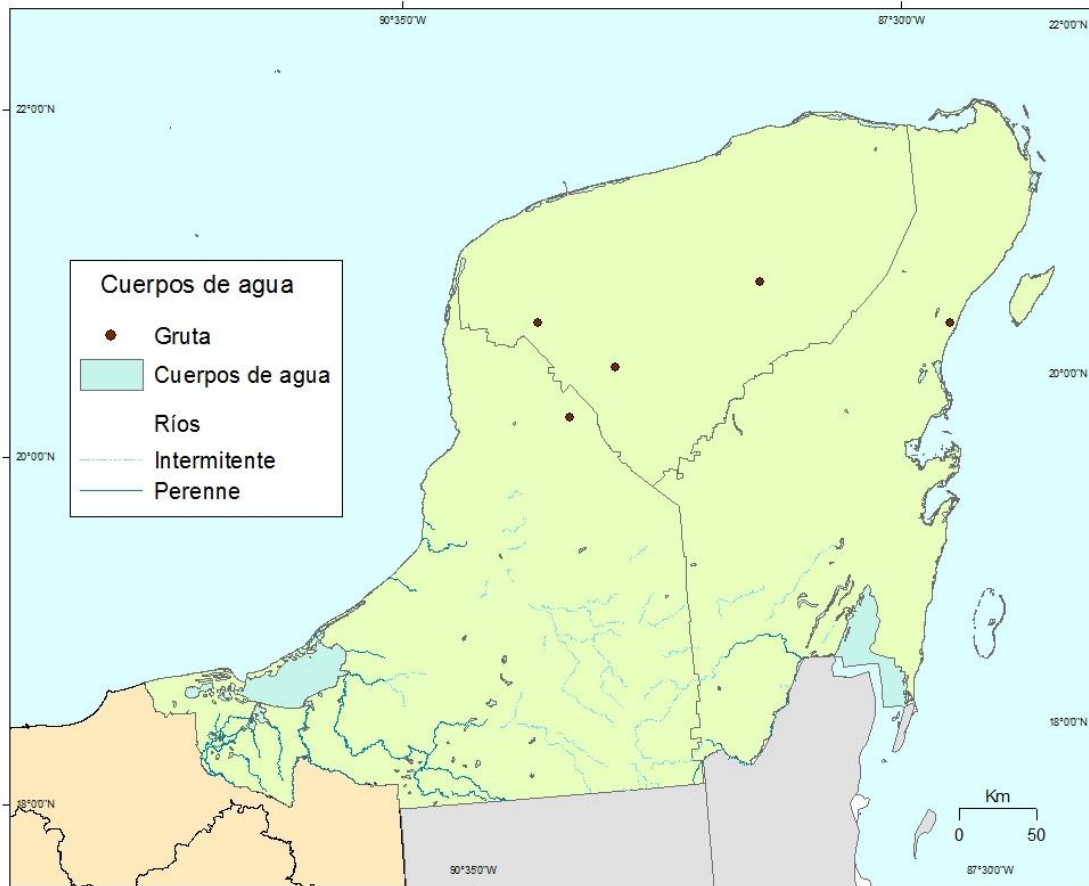 90°35'0"W
87°30'0"W
22°0'0"N
22°0'0"N
Cuerpos de agua
Gruta
Cuerpos de agua
Ríos
Intermitente
Perenne
20°0'0"N
20°0'0"N
18°0'0"N
18°0'0"N
Km
0 50
90°35'0"W
87°30'0"W